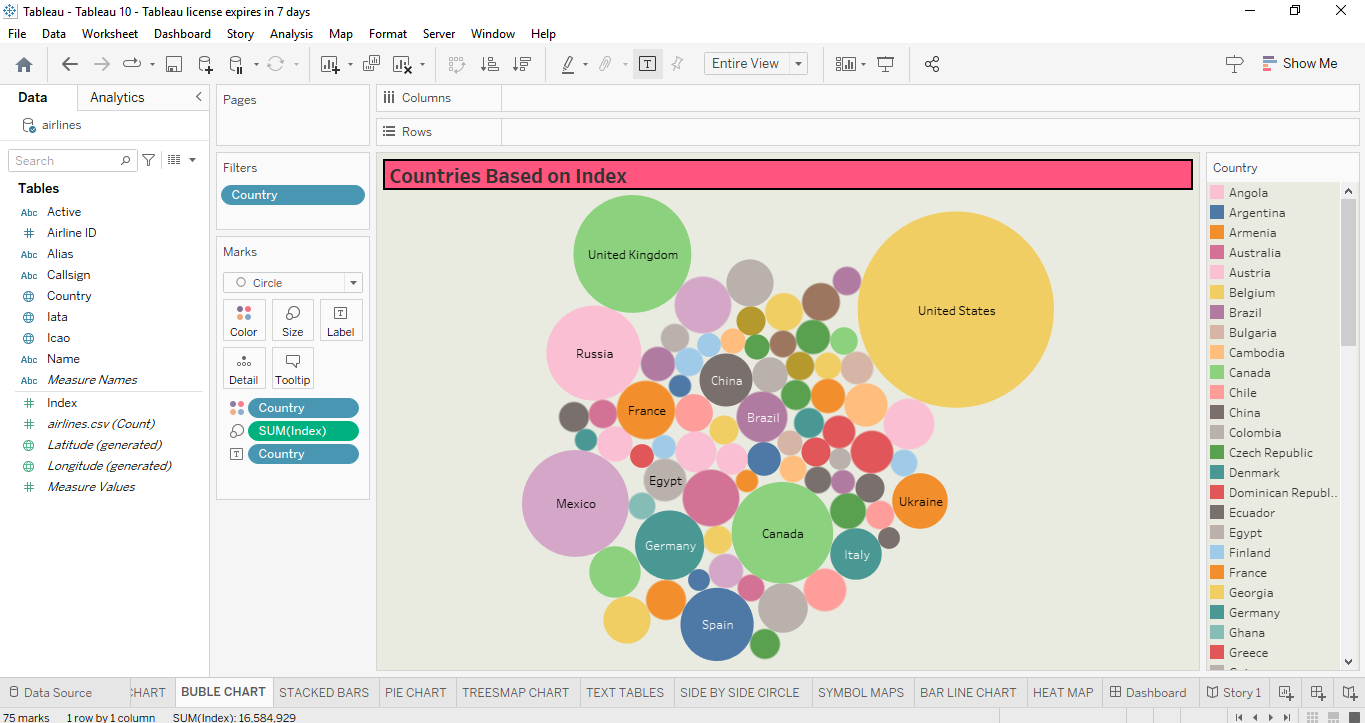 Tableau - Tableau 10 - Tableau license expires in 7 days
File Data Worksheet Dashboard Story Analysis Map Format Server Window Help
Entire View
Show Me
Data Analytics
airlines
Search
Tables
Abc Active
Airline ID
Abc Alias
Abc Callsign
Country
Iata
Icao
Abc Name
Abc Measure Names
Index
airlines.csv (Count)
Latitude (generated)
Longitude (generated)
Measure Values
Pages
Filters
Country
Marks
Circle
Color Size Label
Detail Tooltip
Country
SUM(Index)
Country
Columns
Rows
Countries Based on Index
United Kingdom
United States
Russia
China
France
Brazil
Egypt
Mexico
Ukraine
Canada
Germany
Italy
Spain
Country
Angola
Argentina
Armenia
Australia
Austria
Belgium
Brazil
Bulgaria
Cambodia
Canada
Chile
China
Colombia
Czech Republic
Denmark
Dominican Republ..
Ecuador
Egypt
Finland
France
Georgia
Germany
Ghana
Greece
Data Source CHART BUBLE CHART STACKED BARS PIE CHART TREESMAP CHART TEXT TABLES SIDE BY SIDE CIRCLE SYMBOL MAPS BAR LINE CHART HEAT MAP Dashboard Story 1
75 marks 1 row by 1 column SUM(Index): 16,584,929